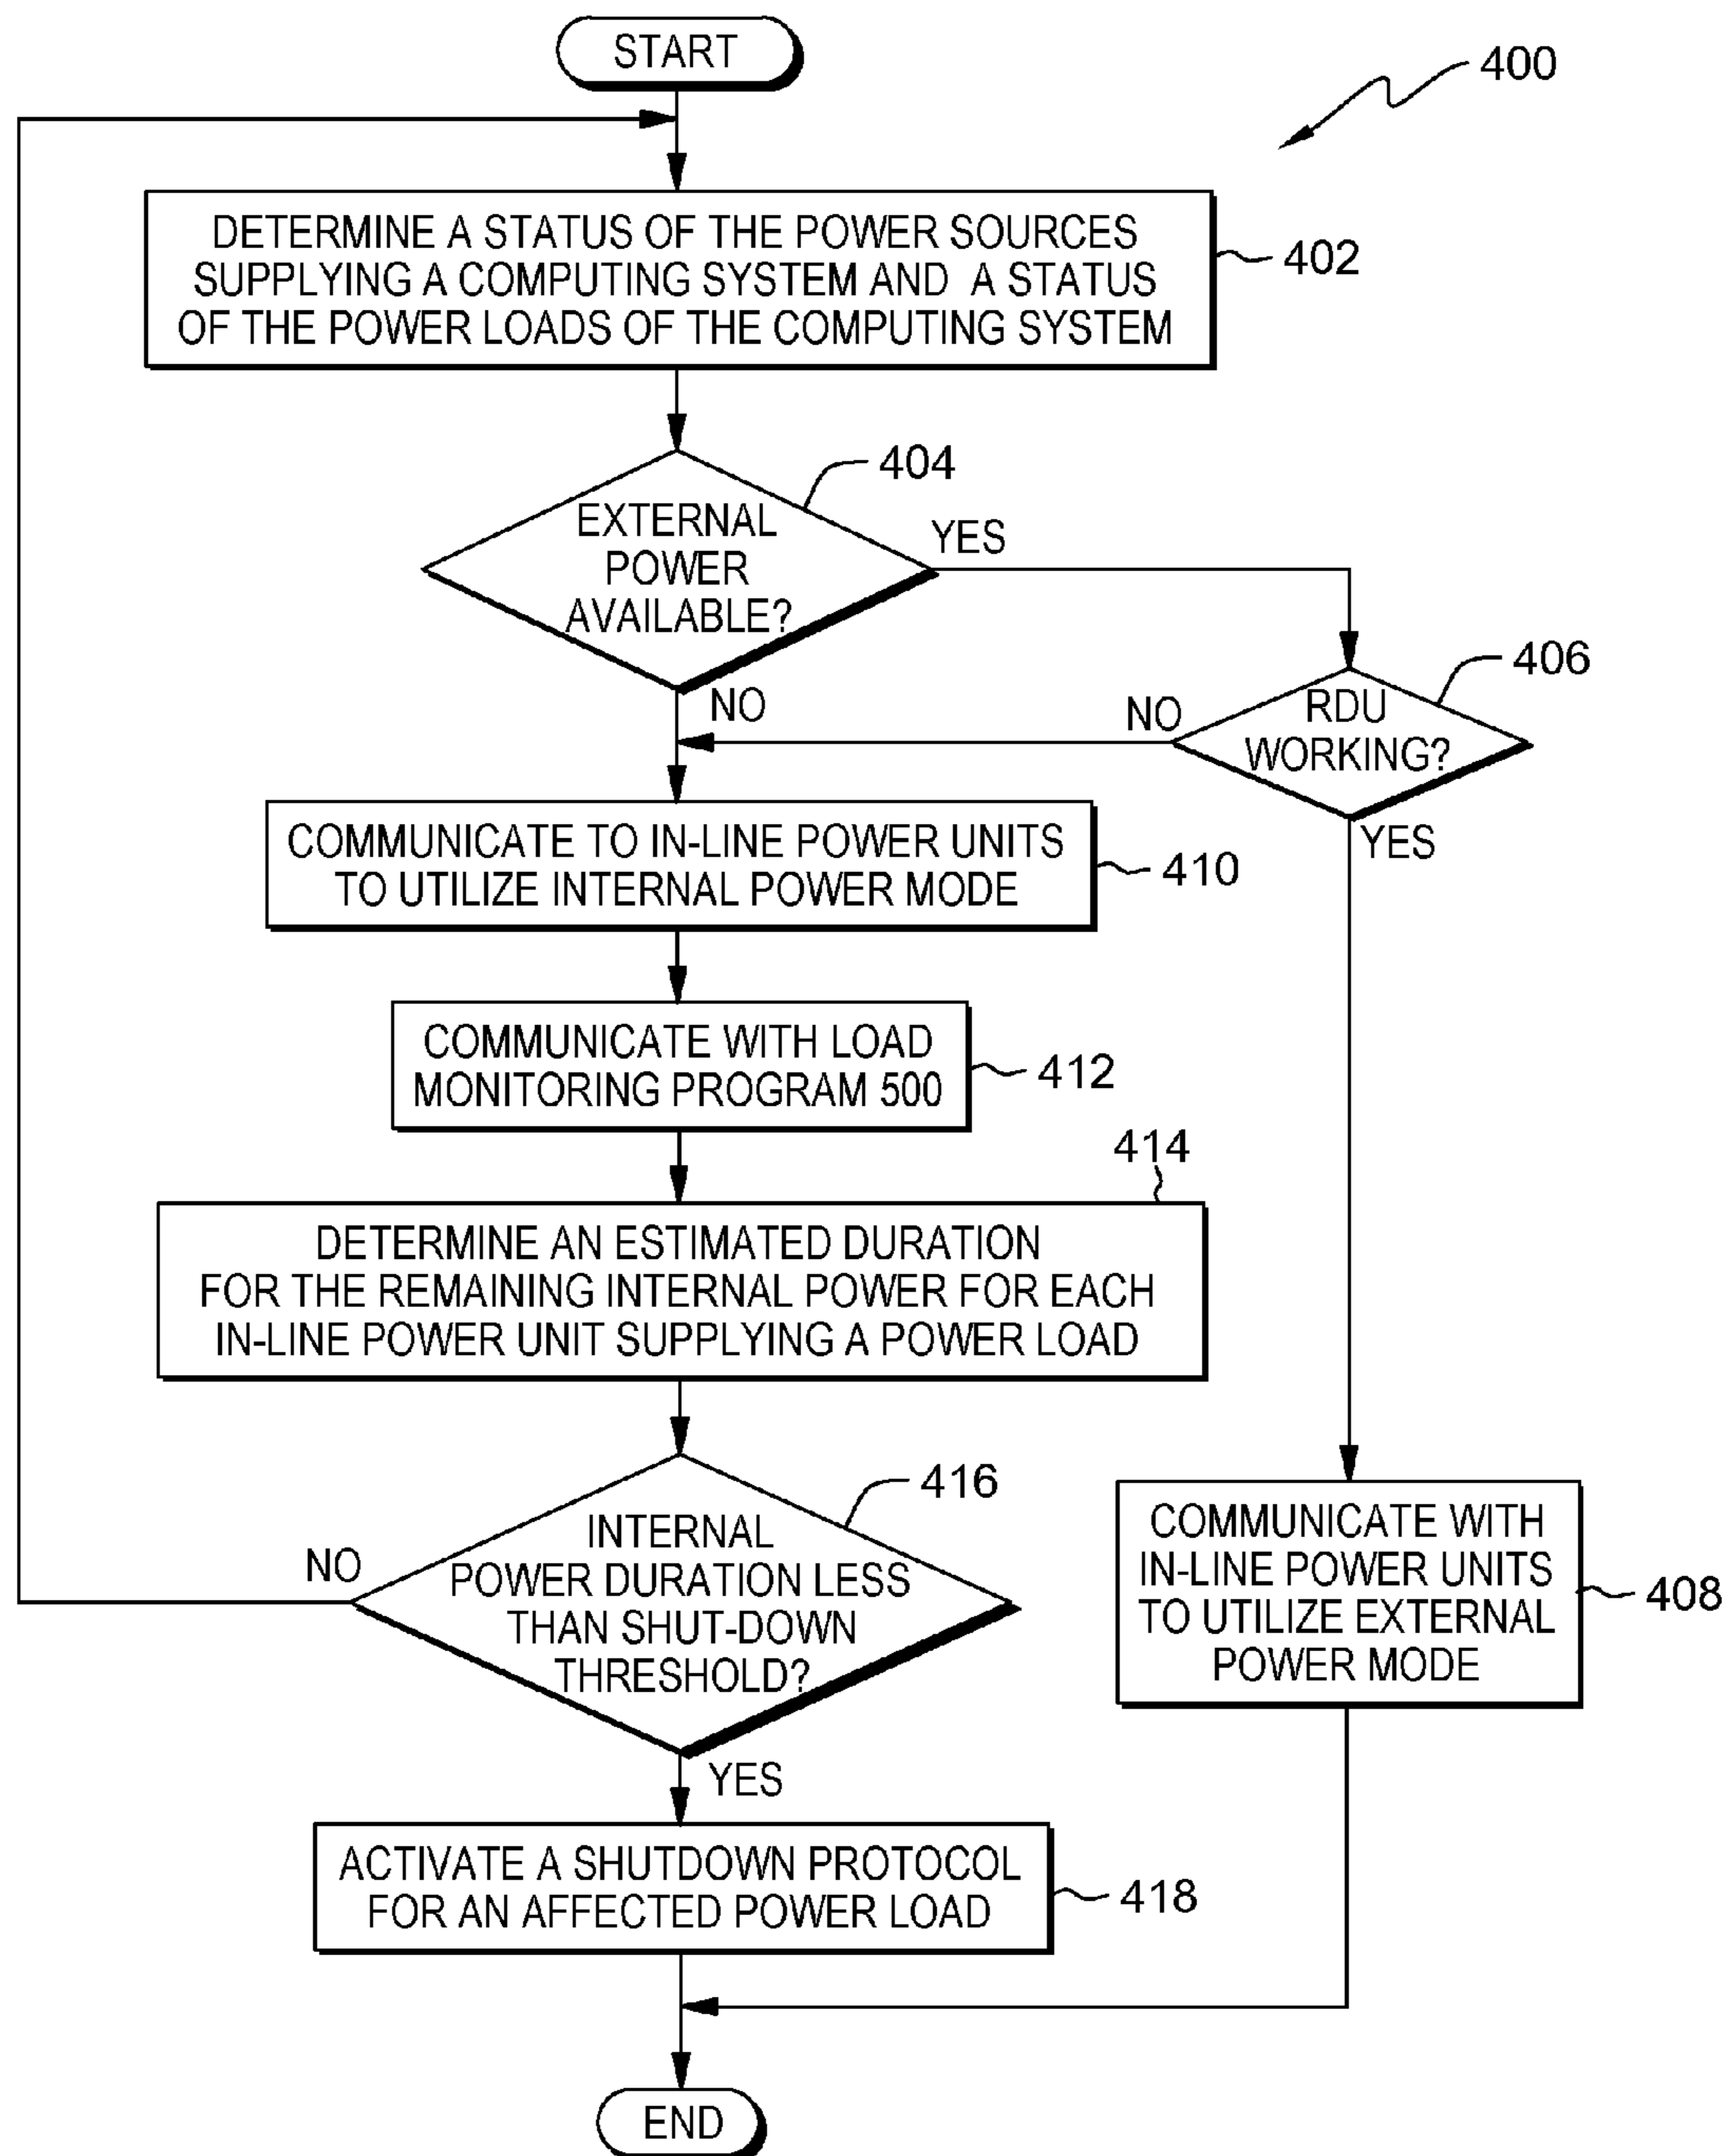 START
400
DETERMINE A STATUS OF THE POWER SOURCES
SUPPLYING A COMPUTING SYSTEM AND A STATUS
OF THE POWER LOADS OF THE COMPUTING SYSTEM
402
EXTERNAL
POWER
AVAILABLE?
404
YES
NO
RDU
WORKING?
406
NO
YES
COMMUNICATE TO IN-LINE POWER UNITS
TO UTILIZE INTERNAL POWER MODE
410
COMMUNICATE WITH LOAD
MONITORING PROGRAM 500
412
414
DETERMINE AN ESTIMATED DURATION
FOR THE REMAINING INTERNAL POWER FOR EACH
IN-LINE POWER UNIT SUPPLYING A POWER LOAD
INTERNAL
POWER DURATION LESS
THAN SHUT-DOWN
THRESHOLD?
416
NO
YES
COMMUNICATE WITH
IN-LINE POWER UNITS
TO UTILIZE EXTERNAL
POWER MODE
408
ACTIVATE A SHUTDOWN PROTOCOL
FOR AN AFFECTED POWER LOAD
418
END